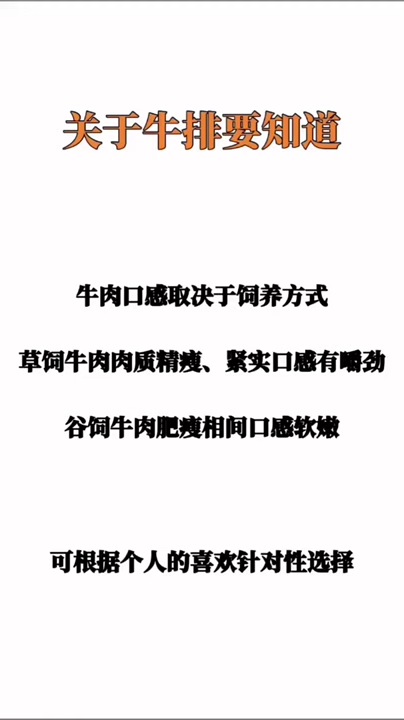 关于牛排要知道
牛肉口感取决于饲养方式
草饲牛肉肉质精瘦、紧实口感有嚼劲
谷饲牛肉肥瘦相间口感软嫩
可根据个人的喜欢针对性选择